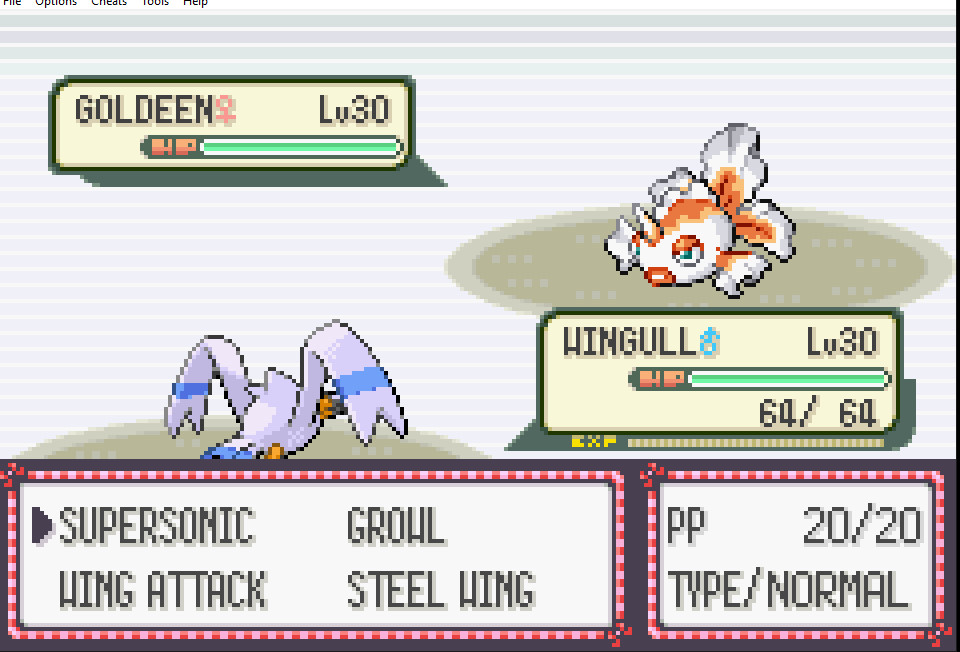 File Options Cheats Tools Help
GOLDEEN♀ Lv30
HP
WINGULL♂ Lv30
HP
64/ 64
EXP
SUPERSONIC GROWL
WING ATTACK STEEL WING
PP 20/20
TYPE/NORMAL